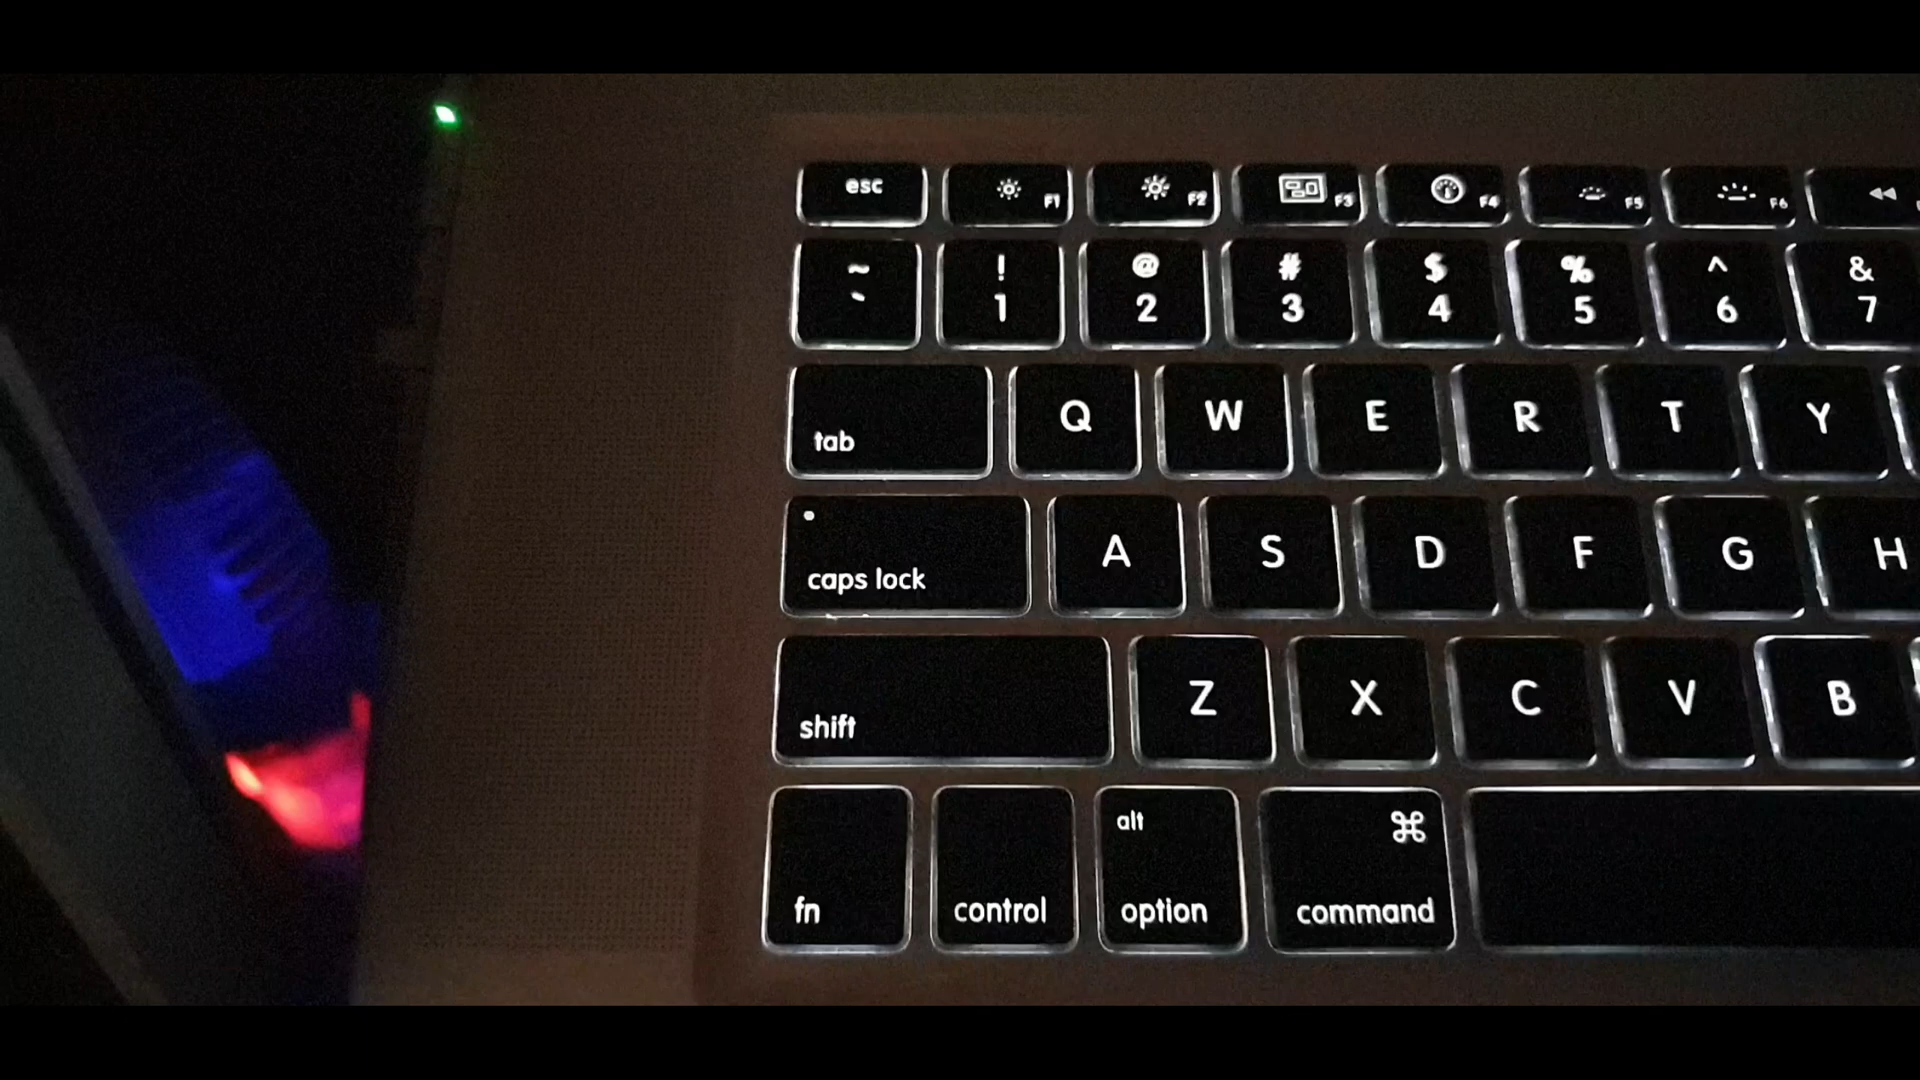 esc F1 F2 F3 F4 F5 F6
~ ! @ # $ % ^ &
` 1 2 3 4 5 6 7
tab Q W E R T Y
caps lock A S D F G H
shift Z X C V B
alt ⌘
fn control option command